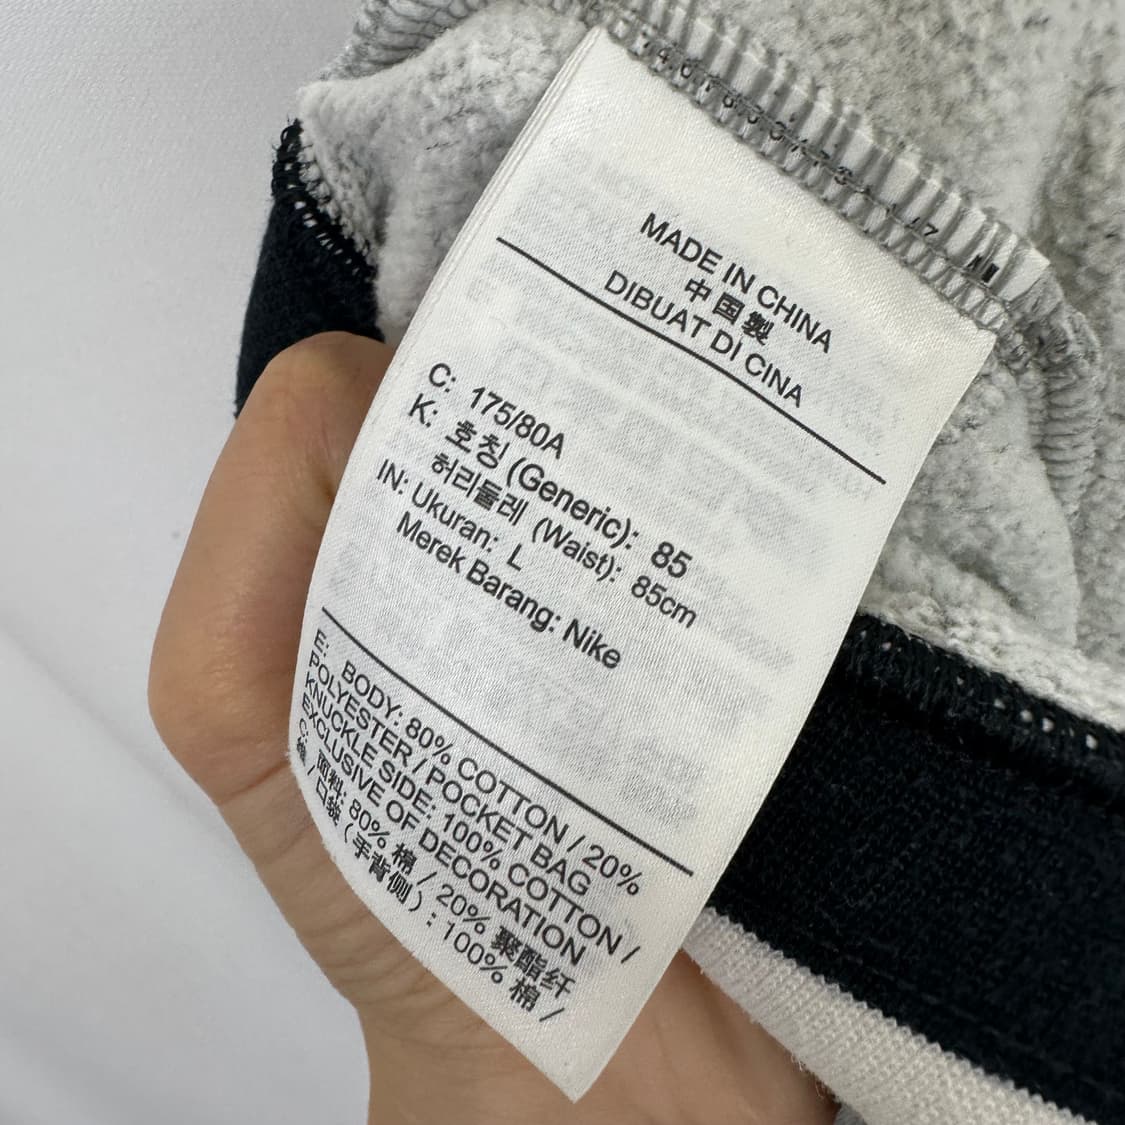 MADE IN CHINA
中国製
DIBUAT DI CINA
C: 175/80A
K: 호칭 (Generic): 85
허리둘레 (Waist): 85cm
IN: Ukuran: L
Merek Barang: Nike
E: BODY: 80% COTTON / 20%
POLYESTER / POCKET BAG
KNUCKLE SIDE: 100% COTTON /
EXCLUSIVE OF DECORATION
C: 面料: 80% 棉 / 20% 聚酯纤
维 / 口袋 (手背侧) : 100% 棉 /